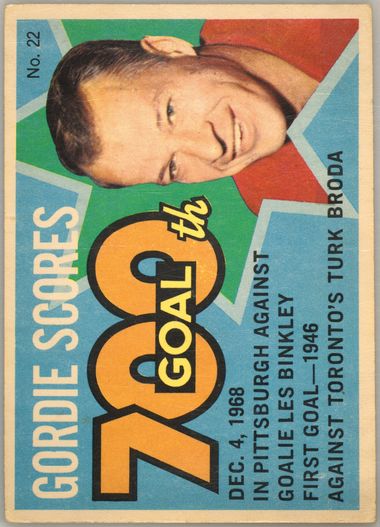 No. 22
GORDIE SCORES
700th
GOAL
DEC. 4, 1968
IN PITTSBURGH AGAINST
GOALIE LES BINKLEY
FIRST GOAL—1946
AGAINST TORONTO'S TURK BRODA